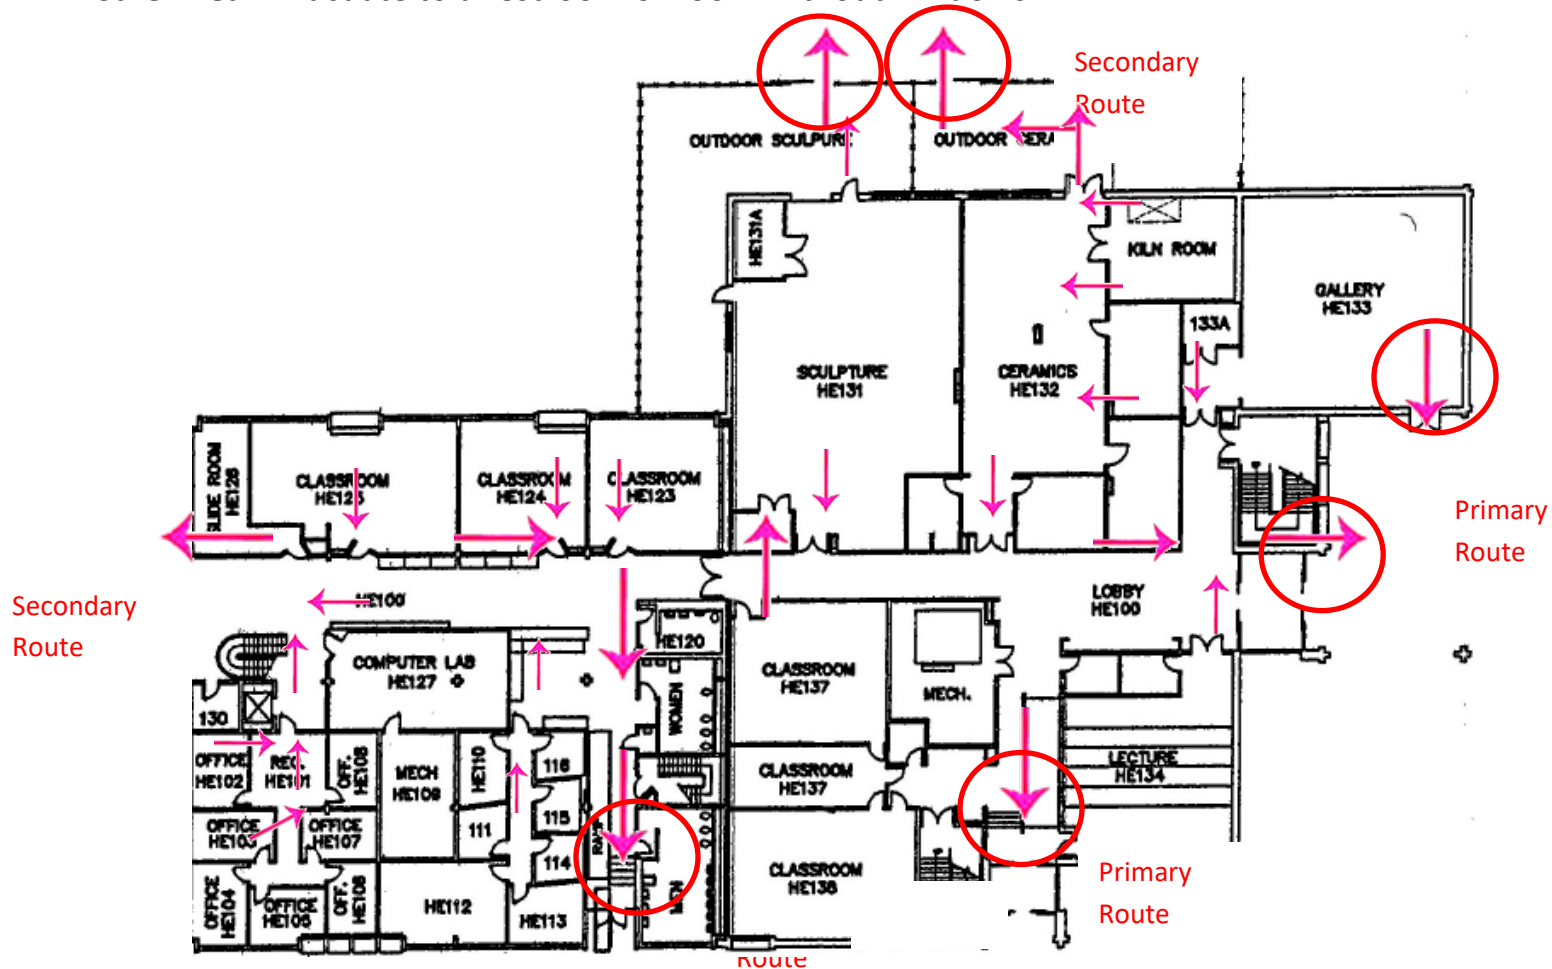 Secondary
Route
OUTDOOR SCULPURE
OUTDOOR CERA
HE131A
KILN ROOM
GALLERY
HE133
133A
SCULPTURE
HE131
CERAMICS
HE132
SLIDE ROOM
HE126
CLASSROOM
HE125
CLASSROOM
HE124
CLASSROOM
HE123
Primary
Route
Secondary
Route
HE100
LOBBY
HE100
HE120
COMPUTER LAB
HE127
CLASSROOM
HE137
MECH.
WOMEN
130
OFFICE
HE102
REC.
HE101
OFF.
HE108
MECH
HE109
HE110
116
CLASSROOM
HE137
LECTURE
HE134
OFFICE
HE103
OFFICE
HE107
111
115
RAMP
114
CLASSROOM
HE138
Primary
Route
OFFICE
HE104
OFFICE
HE105
OFF.
HE106
HE112
HE113
MEN
Route